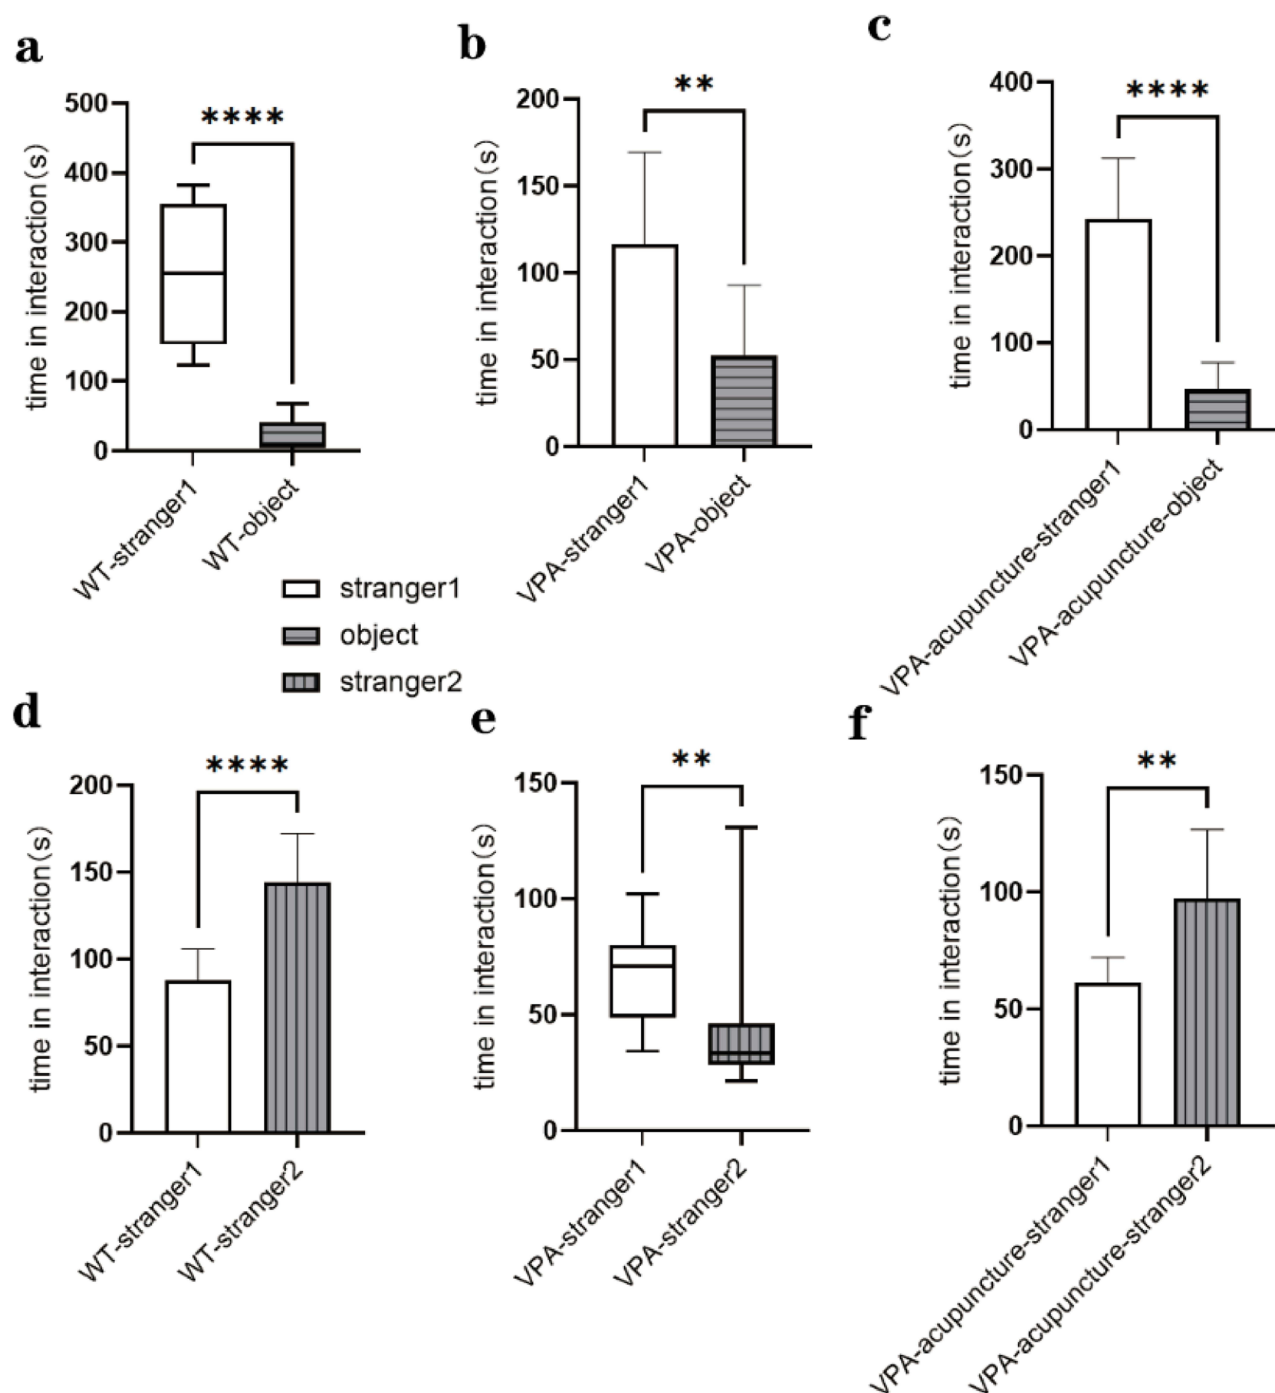 a
****
time in interaction(s)
500
400
300
200
100
0
WT-stranger1
WT-object
b
**
time in interaction(s)
200
150
100
50
0
VPA-stranger1
VPA-object
c
****
time in interaction(s)
400
300
200
100
0
VPA-acupuncture-stranger1
VPA-acupuncture-object
stranger1
object
stranger2
d
****
time in interaction(s)
200
150
100
50
0
WT-stranger1
WT-stranger2
e
**
time in interaction(s)
150
100
50
0
VPA-stranger1
VPA-stranger2
f
**
time in interaction(s)
150
100
50
0
VPA-acupuncture-stranger1
VPA-acupuncture-stranger2